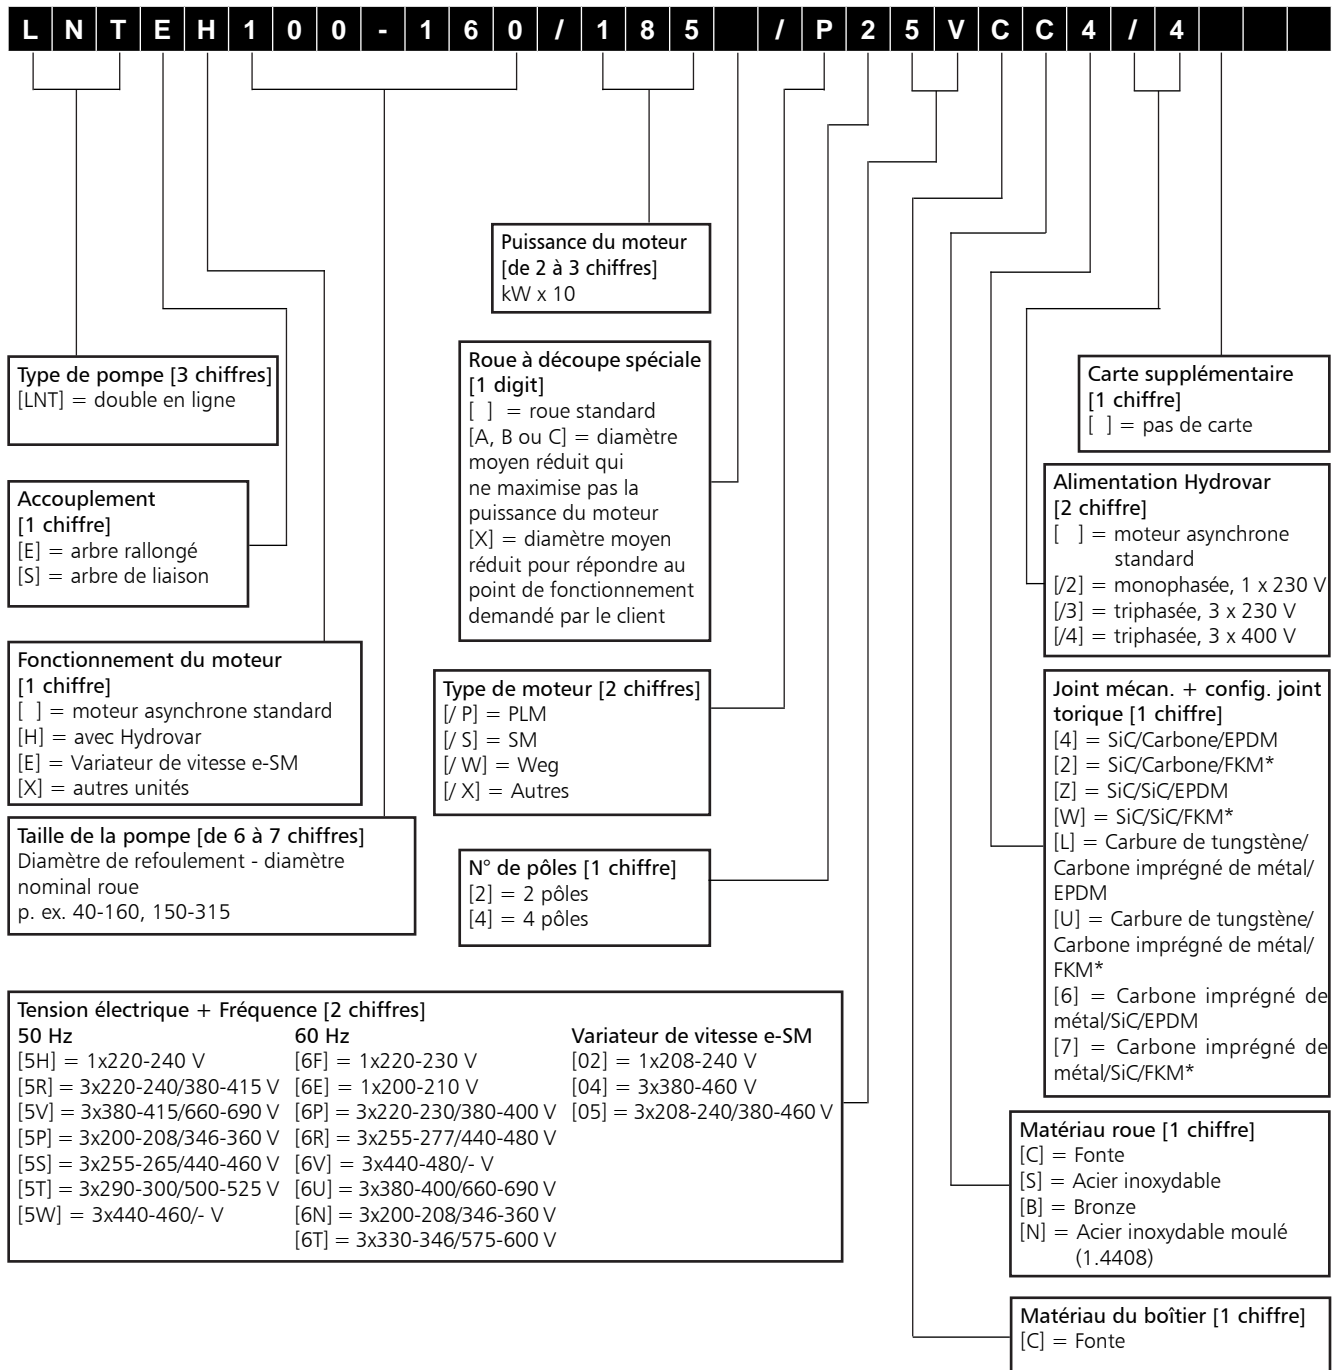 L N T E H 1 0 0 - 1 6 0 / 1 8 5 / P 2 5 V C C 4 / 4
Puissance du moteur
[de 2 à 3 chiffres]
kW x 10
Type de pompe [3 chiffres]
[LNT] = double en ligne
Roue à découpe spéciale
[1 digit]
[ ] = roue standard
[A, B ou C] = diamètre
moyen réduit qui
ne maximise pas la
puissance du moteur
[X] = diamètre moyen
réduit pour répondre au
point de fonctionnement
demandé par le client
Carte supplémentaire
[1 chiffre]
[ ] = pas de carte
Accouplement
[1 chiffre]
[E] = arbre rallongé
[S] = arbre de liaison
Alimentation Hydrovar
[2 chiffre]
[ ] = moteur asynchrone
standard
[/2] = monophasée, 1 x 230 V
[/3] = triphasée, 3 x 230 V
[/4] = triphasée, 3 x 400 V
Fonctionnement du moteur
[1 chiffre]
[ ] = moteur asynchrone standard
[H] = avec Hydrovar
[E] = Variateur de vitesse e-SM
[X] = autres unités
Type de moteur [2 chiffres]
[/ P] = PLM
[/ S] = SM
[/ W] = Weg
[/ X] = Autres
Joint mécan. + config. joint
torique [1 chiffre]
[4] = SiC/Carbone/EPDM
[2] = SiC/Carbone/FKM*
[Z] = SiC/SiC/EPDM
[W] = SiC/SiC/FKM*
[L] = Carbure de tungstène/
Carbone imprégné de métal/
EPDM
[U] = Carbure de tungstène/
Carbone imprégné de métal/
FKM*
[6] = Carbone imprégné de
métal/SiC/EPDM
[7] = Carbone imprégné de
métal/SiC/FKM*
Taille de la pompe [de 6 à 7 chiffres]
Diamètre de refoulement - diamètre
nominal roue
p. ex. 40-160, 150-315
N° de pôles [1 chiffre]
[2] = 2 pôles
[4] = 4 pôles
Tension électrique + Fréquence [2 chiffres]
50 Hz
[5H] = 1x220-240 V
[5R] = 3x220-240/380-415 V
[5V] = 3x380-415/660-690 V
[5P] = 3x200-208/346-360 V
[5S] = 3x255-265/440-460 V
[5T] = 3x290-300/500-525 V
[5W] = 3x440-460/- V
60 Hz
[6F] = 1x220-230 V
[6E] = 1x200-210 V
[6P] = 3x220-230/380-400 V
[6R] = 3x255-277/440-480 V
[6V] = 3x440-480/- V
[6U] = 3x380-400/660-690 V
[6N] = 3x200-208/346-360 V
[6T] = 3x330-346/575-600 V
Variateur de vitesse e-SM
[02] = 1x208-240 V
[04] = 3x380-460 V
[05] = 3x208-240/380-460 V
Matériau roue [1 chiffre]
[C] = Fonte
[S] = Acier inoxydable
[B] = Bronze
[N] = Acier inoxydable moulé
(1.4408)
Matériau du boîtier [1 chiffre]
[C] = Fonte